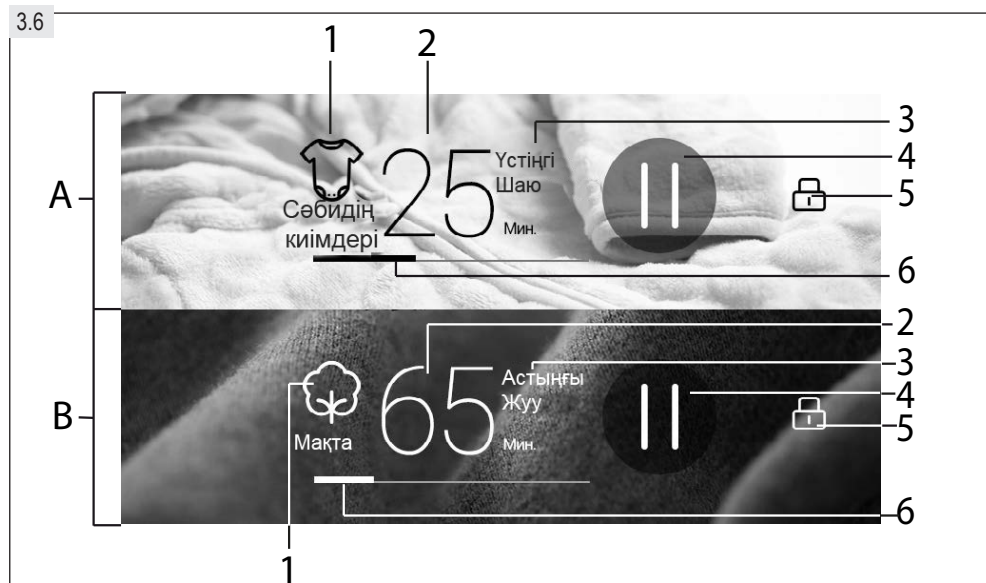 3.6
1
2
A
Сәбидің
киімдері
25
Үстіңгі
Шаю
Мин.
3
4
5
6
B
Мақта
65
Астыңғы
Жуу
Мин.
2
3
4
5
6
1